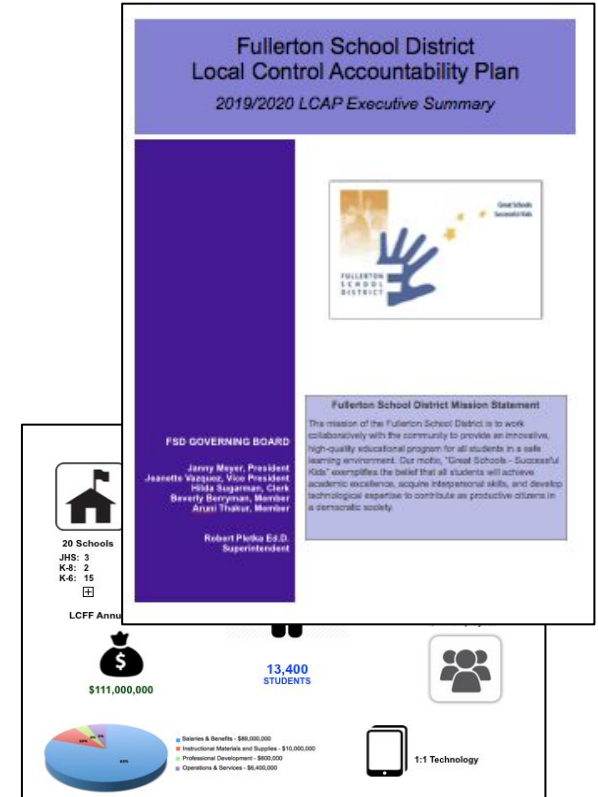 Fullerton School District
Local Control Accountability Plan
2019/2020 LCAP Executive Summary
Great Schools
Successful Kids
FULLERTON
SCHOOL
DISTRICT
Fullerton School District Mission Statement
The mission of the Fullerton School District is to work
collaboratively with the community to provide an innovative,
high-quality educational program for all students in a safe
learning environment. Our motto, "Great Schools - Successful
Kids" exemplifies the belief that all students will achieve
academic excellence, acquire interpersonal skills, and develop
technological expertise to contribute as productive citizens in
a democratic society.
FSD GOVERNING BOARD
Janny Meyer, President
Jeanette Vazquez, Vice President
Hilda Sugarman, Clerk
Beverly Berryman, Member
Aruni Thakur, Member
Robert Pletka Ed.D.
Superintendent
20 Schools
JHS: 3
K-8: 2
K-6: 15
LCFF Annu
$
$111,000,000
13,400
STUDENTS
Salaries & Benefits - $88,000,000
Instructional Materials and Supplies - $10,000,000
Professional Development - $600,000
Operations & Services - $6,400,000
1:1 Technology